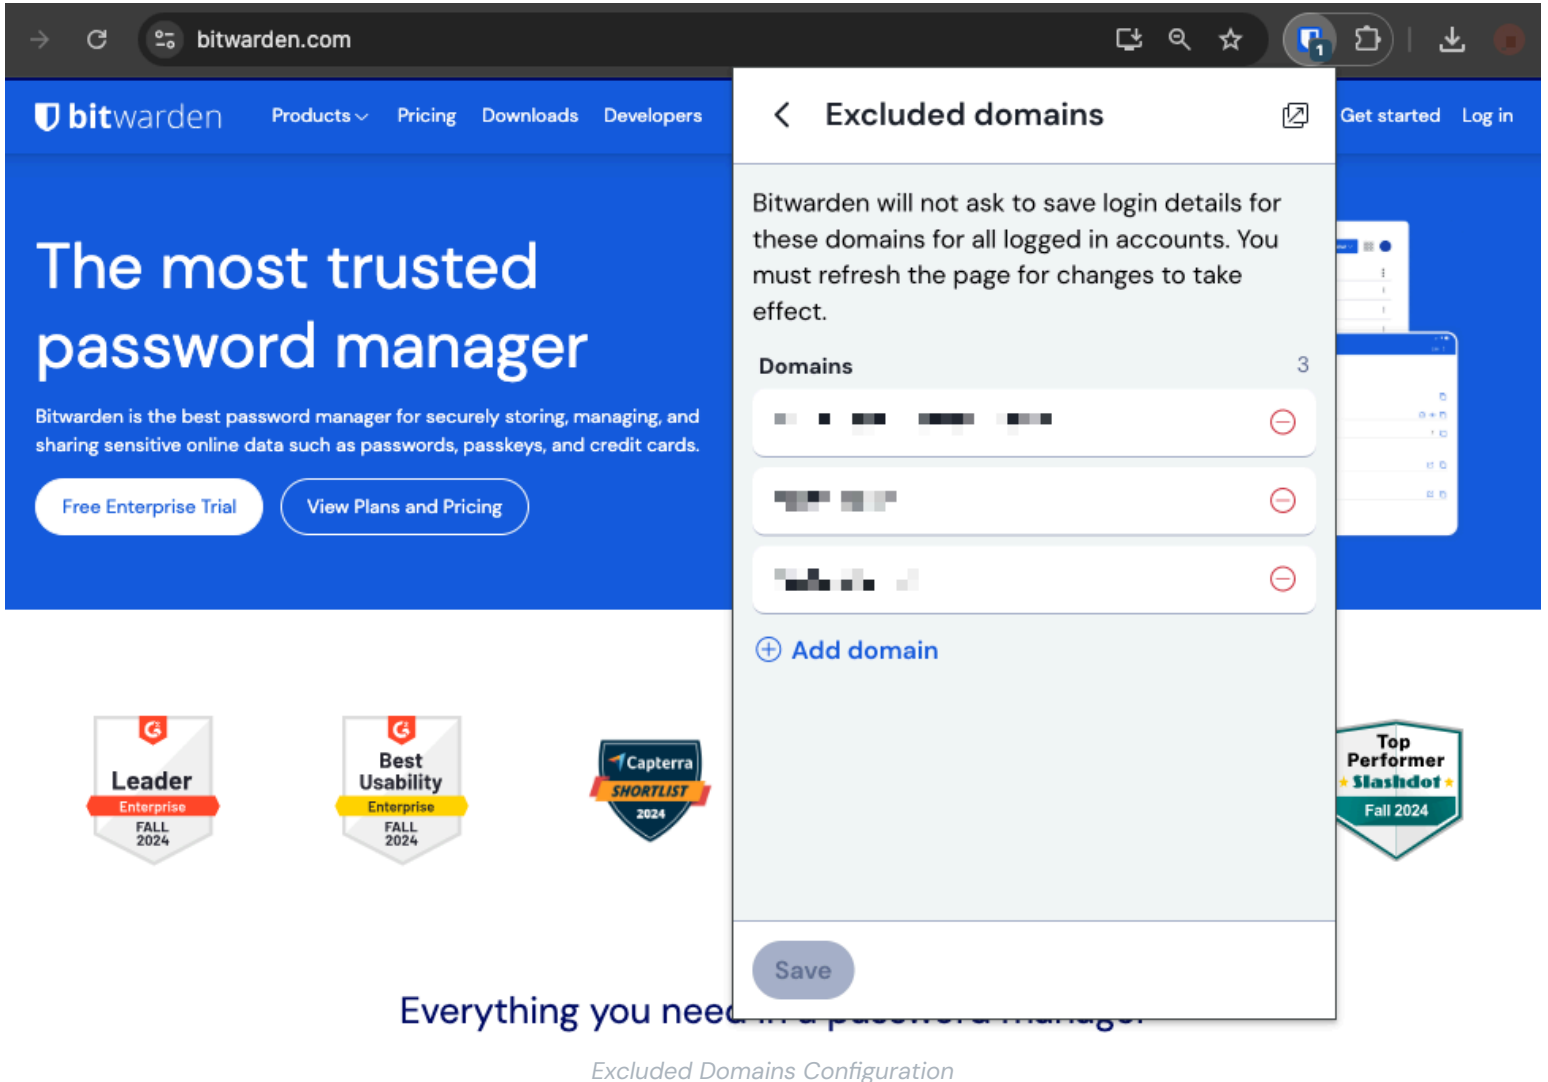 bitwarden.com
1
bitwarden
Products
Pricing
Downloads
Developers
Get started
Log in
The most trusted
password manager
Bitwarden is the best password manager for securely storing, managing, and
sharing sensitive online data such as passwords, passkeys, and credit cards.
Free Enterprise Trial
View Plans and Pricing
Excluded domains
Bitwarden will not ask to save login details for
these domains for all logged in accounts. You
must refresh the page for changes to take
effect.
Domains 3
Add domain
Save
Leader
Enterprise
FALL
2024
Best
Usability
Enterprise
FALL
2024
Capterra
SHORTLIST
2024
Top
Performer
Slashdot
Fall 2024
Everything you need in a password manager
Excluded Domains Configuration